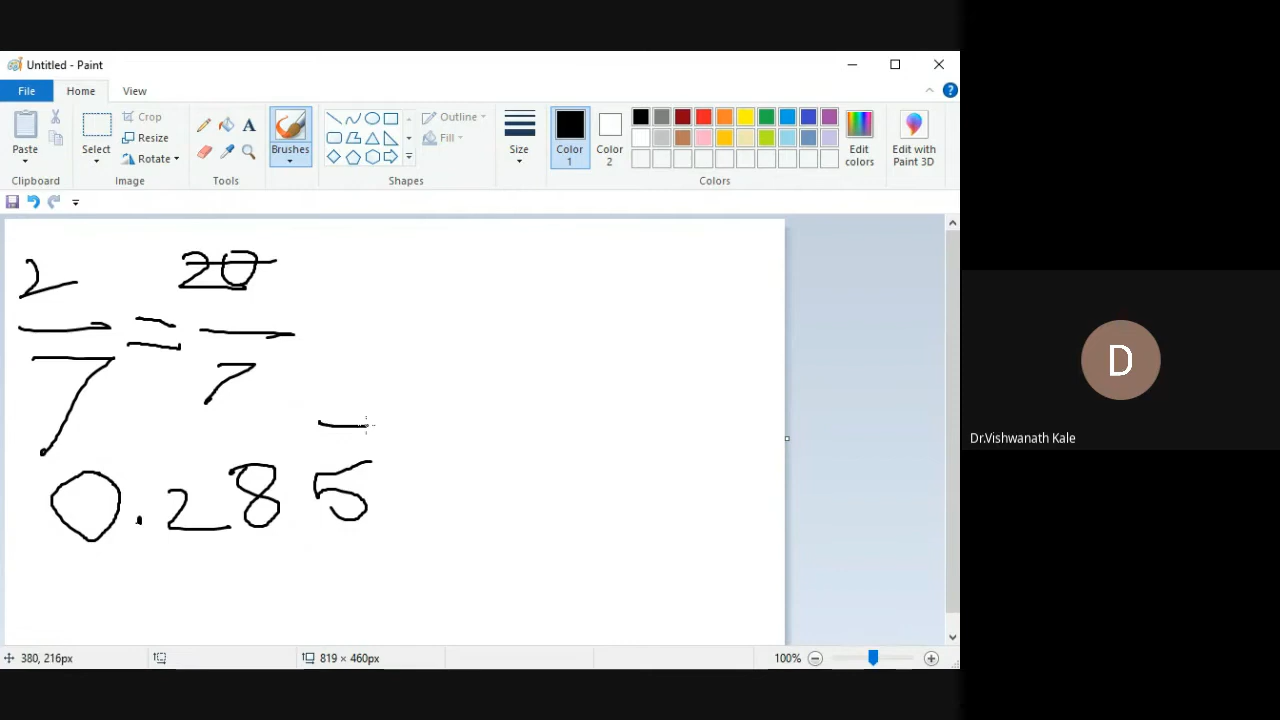 Untitled - Paint
File Home View
Paste
Select
Crop
Resize
Rotate
Brushes
Outline
Fill
Size
Color 1
Color 2
Edit colors
Edit with Paint 3D
Clipboard Image Tools Shapes Colors
2 20
— = —
7 7
0.285
380, 216px 819 × 460px 100%
D
Dr.Vishwanath Kale